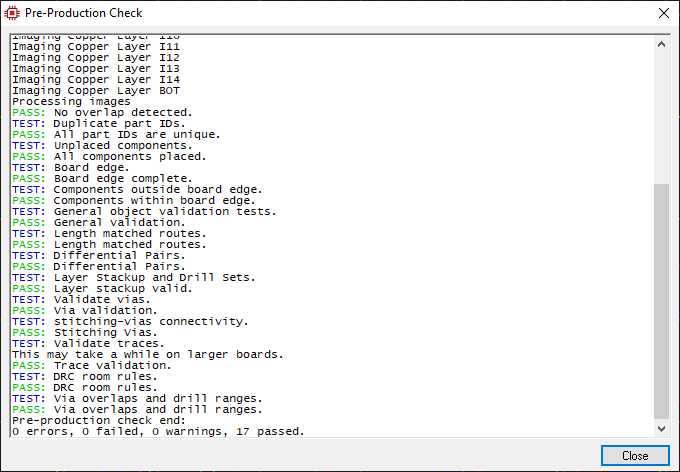 Pre-Production Check
Imaging Copper Layer I10
Imaging Copper Layer I11
Imaging Copper Layer I12
Imaging Copper Layer I13
Imaging Copper Layer I14
Imaging Copper Layer BOT
Processing images
PASS: No overlap detected.
TEST: Duplicate part IDs.
PASS: All part IDs are unique.
TEST: Unplaced components.
PASS: All components placed.
TEST: Board edge.
PASS: Board edge complete.
TEST: Components outside board edge.
PASS: Components within board edge.
TEST: General object validation tests.
PASS: General validation.
TEST: Length matched routes.
PASS: Length matched routes.
TEST: Differential Pairs.
PASS: Differential Pairs.
TEST: Layer Stackup and Drill Sets.
PASS: Layer stackup valid.
TEST: Validate vias.
PASS: Via validation.
TEST: stitching-vias connectivity.
PASS: Stitching Vias.
TEST: Validate traces.
This may take a while on larger boards.
PASS: Trace validation.
TEST: DRC room rules.
PASS: DRC room rules.
TEST: Via overlaps and drill ranges.
PASS: Via overlaps and drill ranges.
Pre-production check end:
0 errors, 0 failed, 0 warnings, 17 passed.
Close